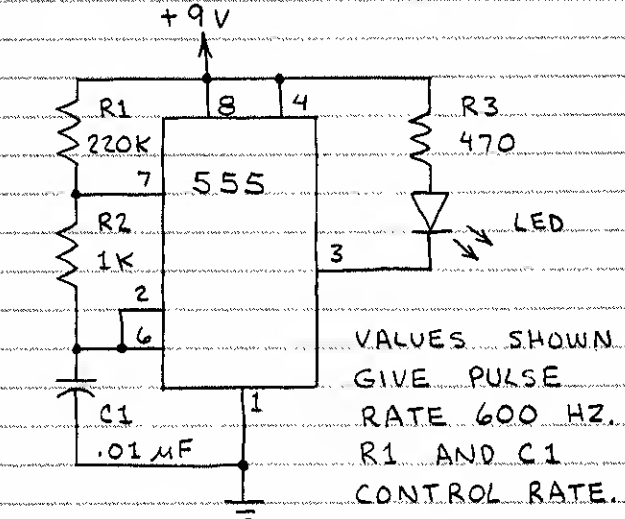 +9V
8
4
R1
220K
R3
470
7
555
R2
1K
LED
3
2
6
1
C1
.01 µF
VALUES SHOWN
GIVE PULSE
RATE 600 HZ.
R1 AND C1
CONTROL RATE.